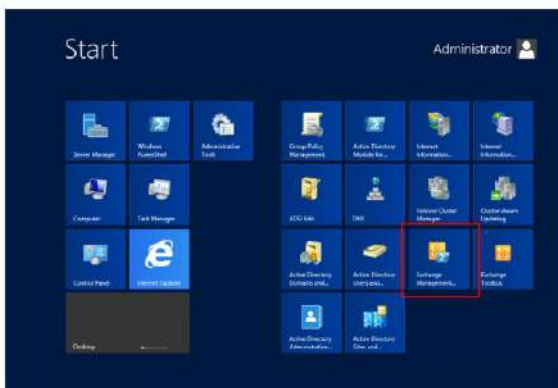 Start
Administrator
Server Manager
Windows
PowerShell
Administrative
Tools
Group Policy
Management
Active Directory
Module for...
Internet
Information...
Internet
Information...
Computer
Task Manager
ADSI Edit
DNS
Failover Cluster
Manager
Cluster-Aware
Updating
Control Panel
Internet Explorer
Active Directory
Domains and...
Active Directory
Users and...
Exchange
Management...
Exchange
Toolbox
Desktop
Active Directory
Administrative...
Active Directory
Sites and...